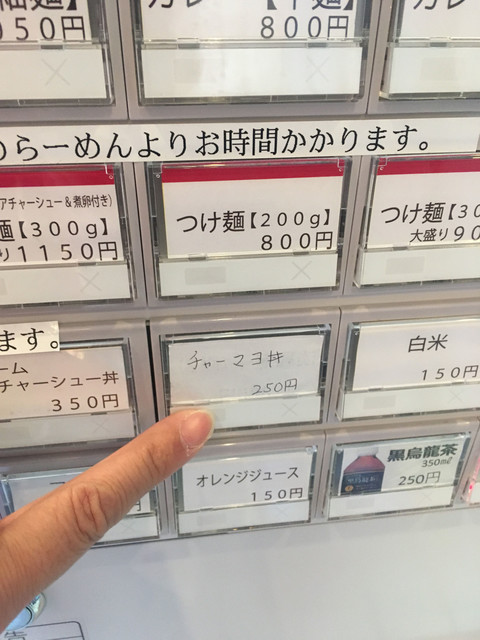 050円
【中麺】
800円
のらーめんよりお時間かかります。
アチャーシュー&煮卵付き)
麺【300g】
り1150円
つけ麺【200g】
800円
つけ麺【30
大盛り90
ます。
ーム
チャーシュー丼
350円
チャーマヨ丼
250円
白米
150円
オレンジジュース
150円
黒烏龍茶
350㎖
250円